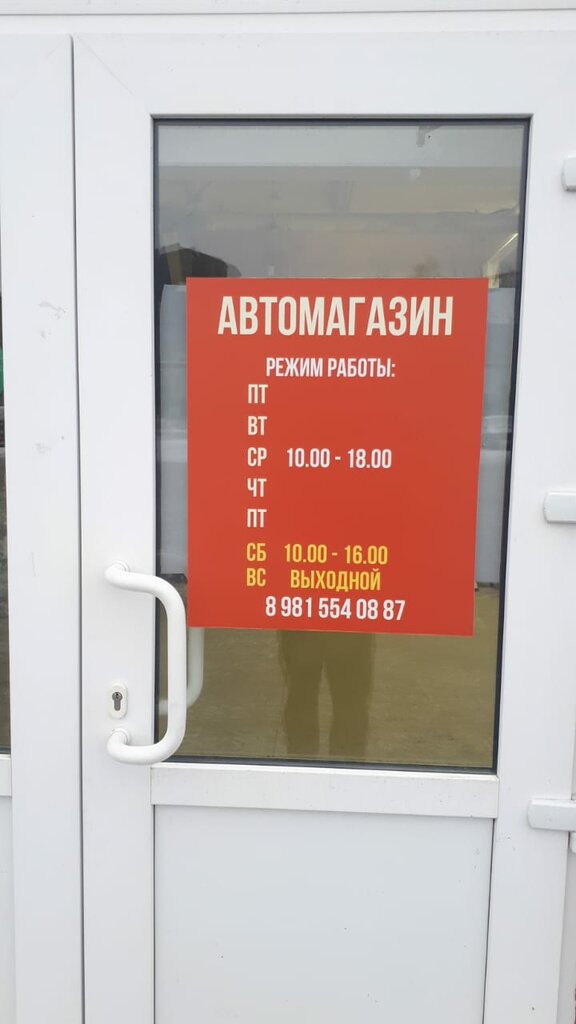 АВТОМАГАЗИН
РЕЖИМ РАБОТЫ:
ПТ
ВТ
СР 10.00 - 18.00
ЧТ
ПТ
СБ 10.00 - 16.00
ВС ВЫХОДНОЙ
8 981 554 08 87